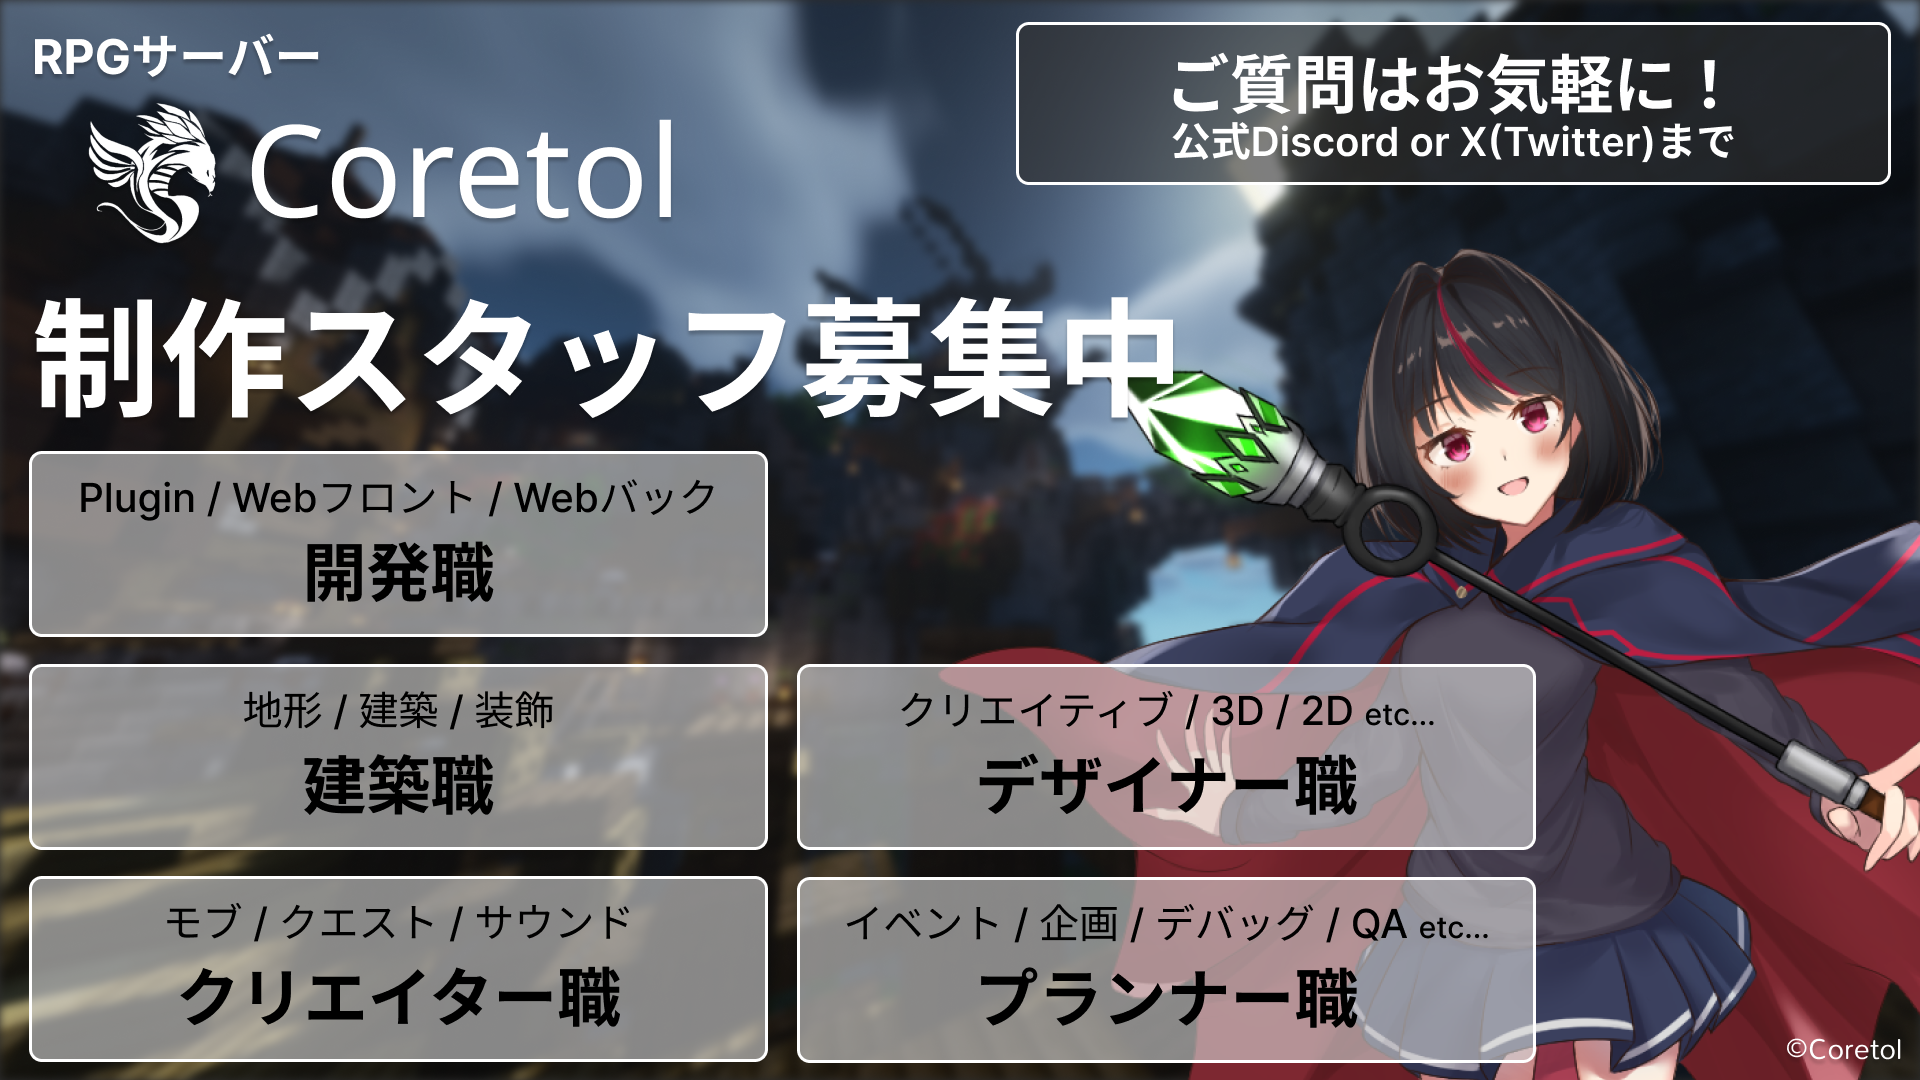 RPGサーバー
Coretol
ご質問はお気軽に！
公式Discord or X(Twitter)まで
制作スタッフ募集中
Plugin / Webフロント / Webバック
開発職
地形 / 建築 / 装飾
建築職
クリエイティブ / 3D / 2D etc...
デザイナー職
モブ / クエスト / サウンド
クリエイター職
イベント / 企画 / デバッグ / QA etc...
プランナー職
©Coretol